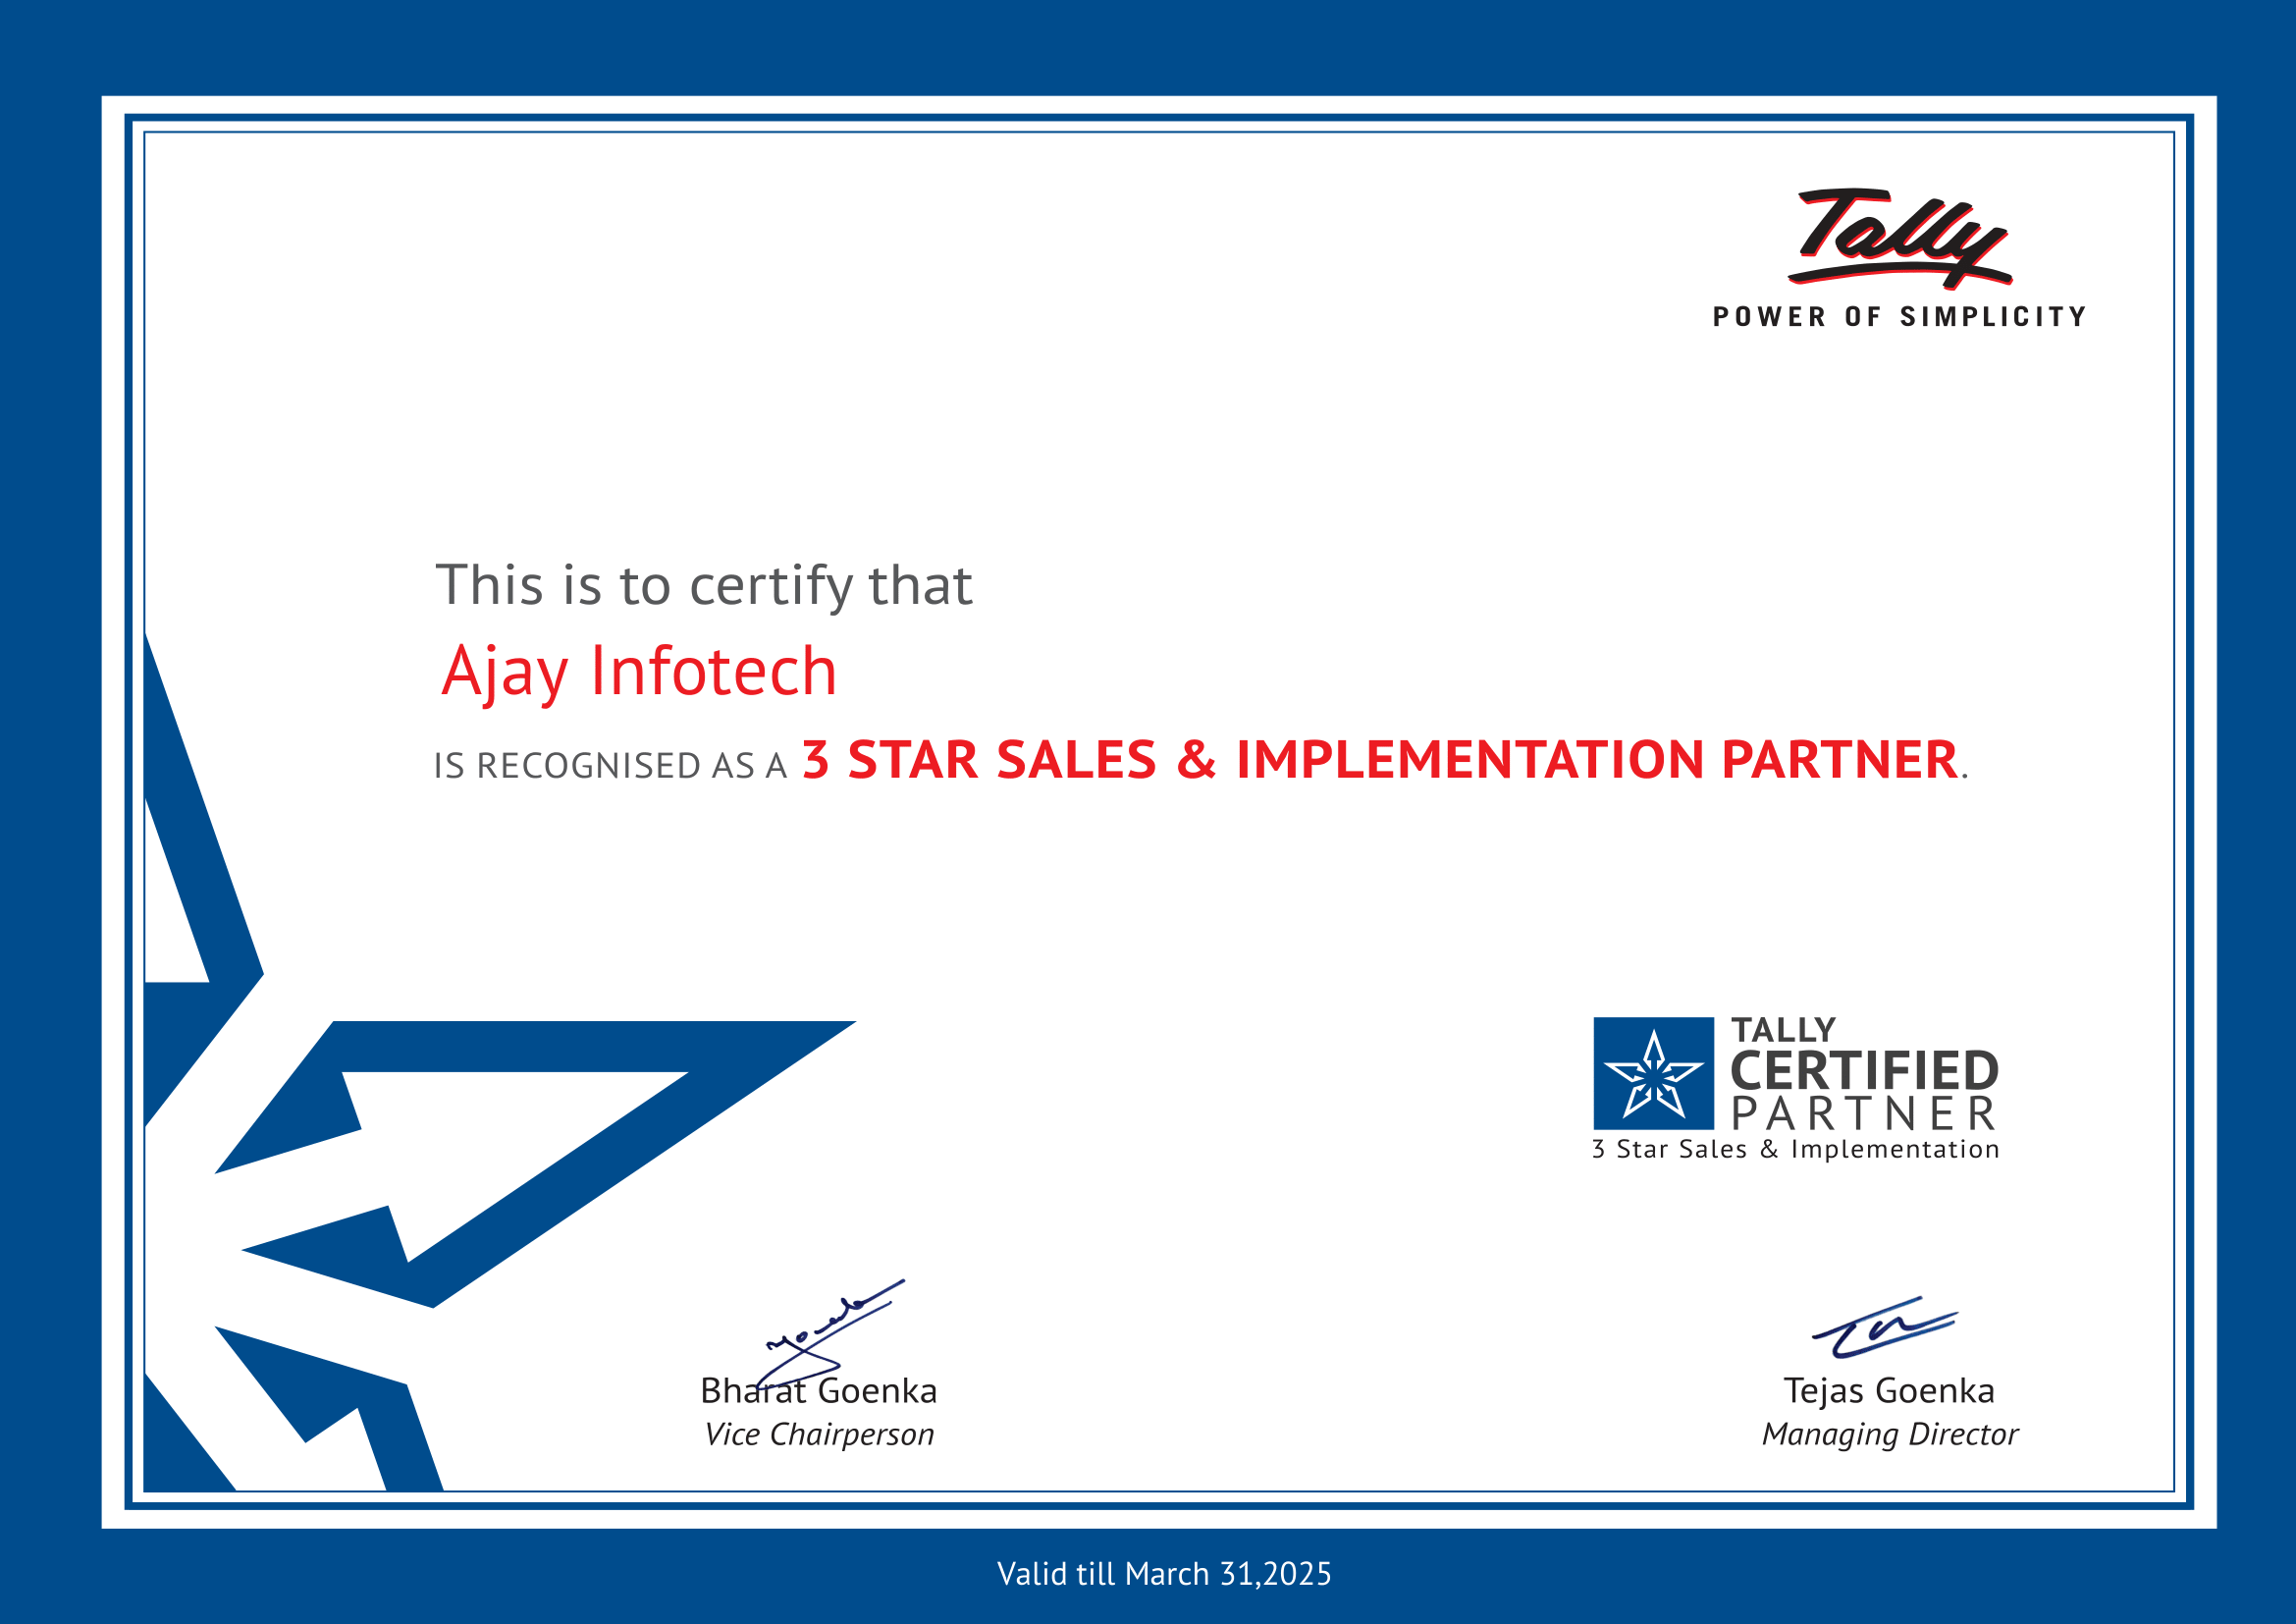 Tally
POWER OF SIMPLICITY
This is to certify that
Ajay Infotech
IS RECOGNISED AS A 3 STAR SALES & IMPLEMENTATION PARTNER.
TALLY
CERTIFIED
PARTNER
3 Star Sales & Implementation
Bharat Goenka
Vice Chairperson
Tejas Goenka
Managing Director
Valid till March 31,2025